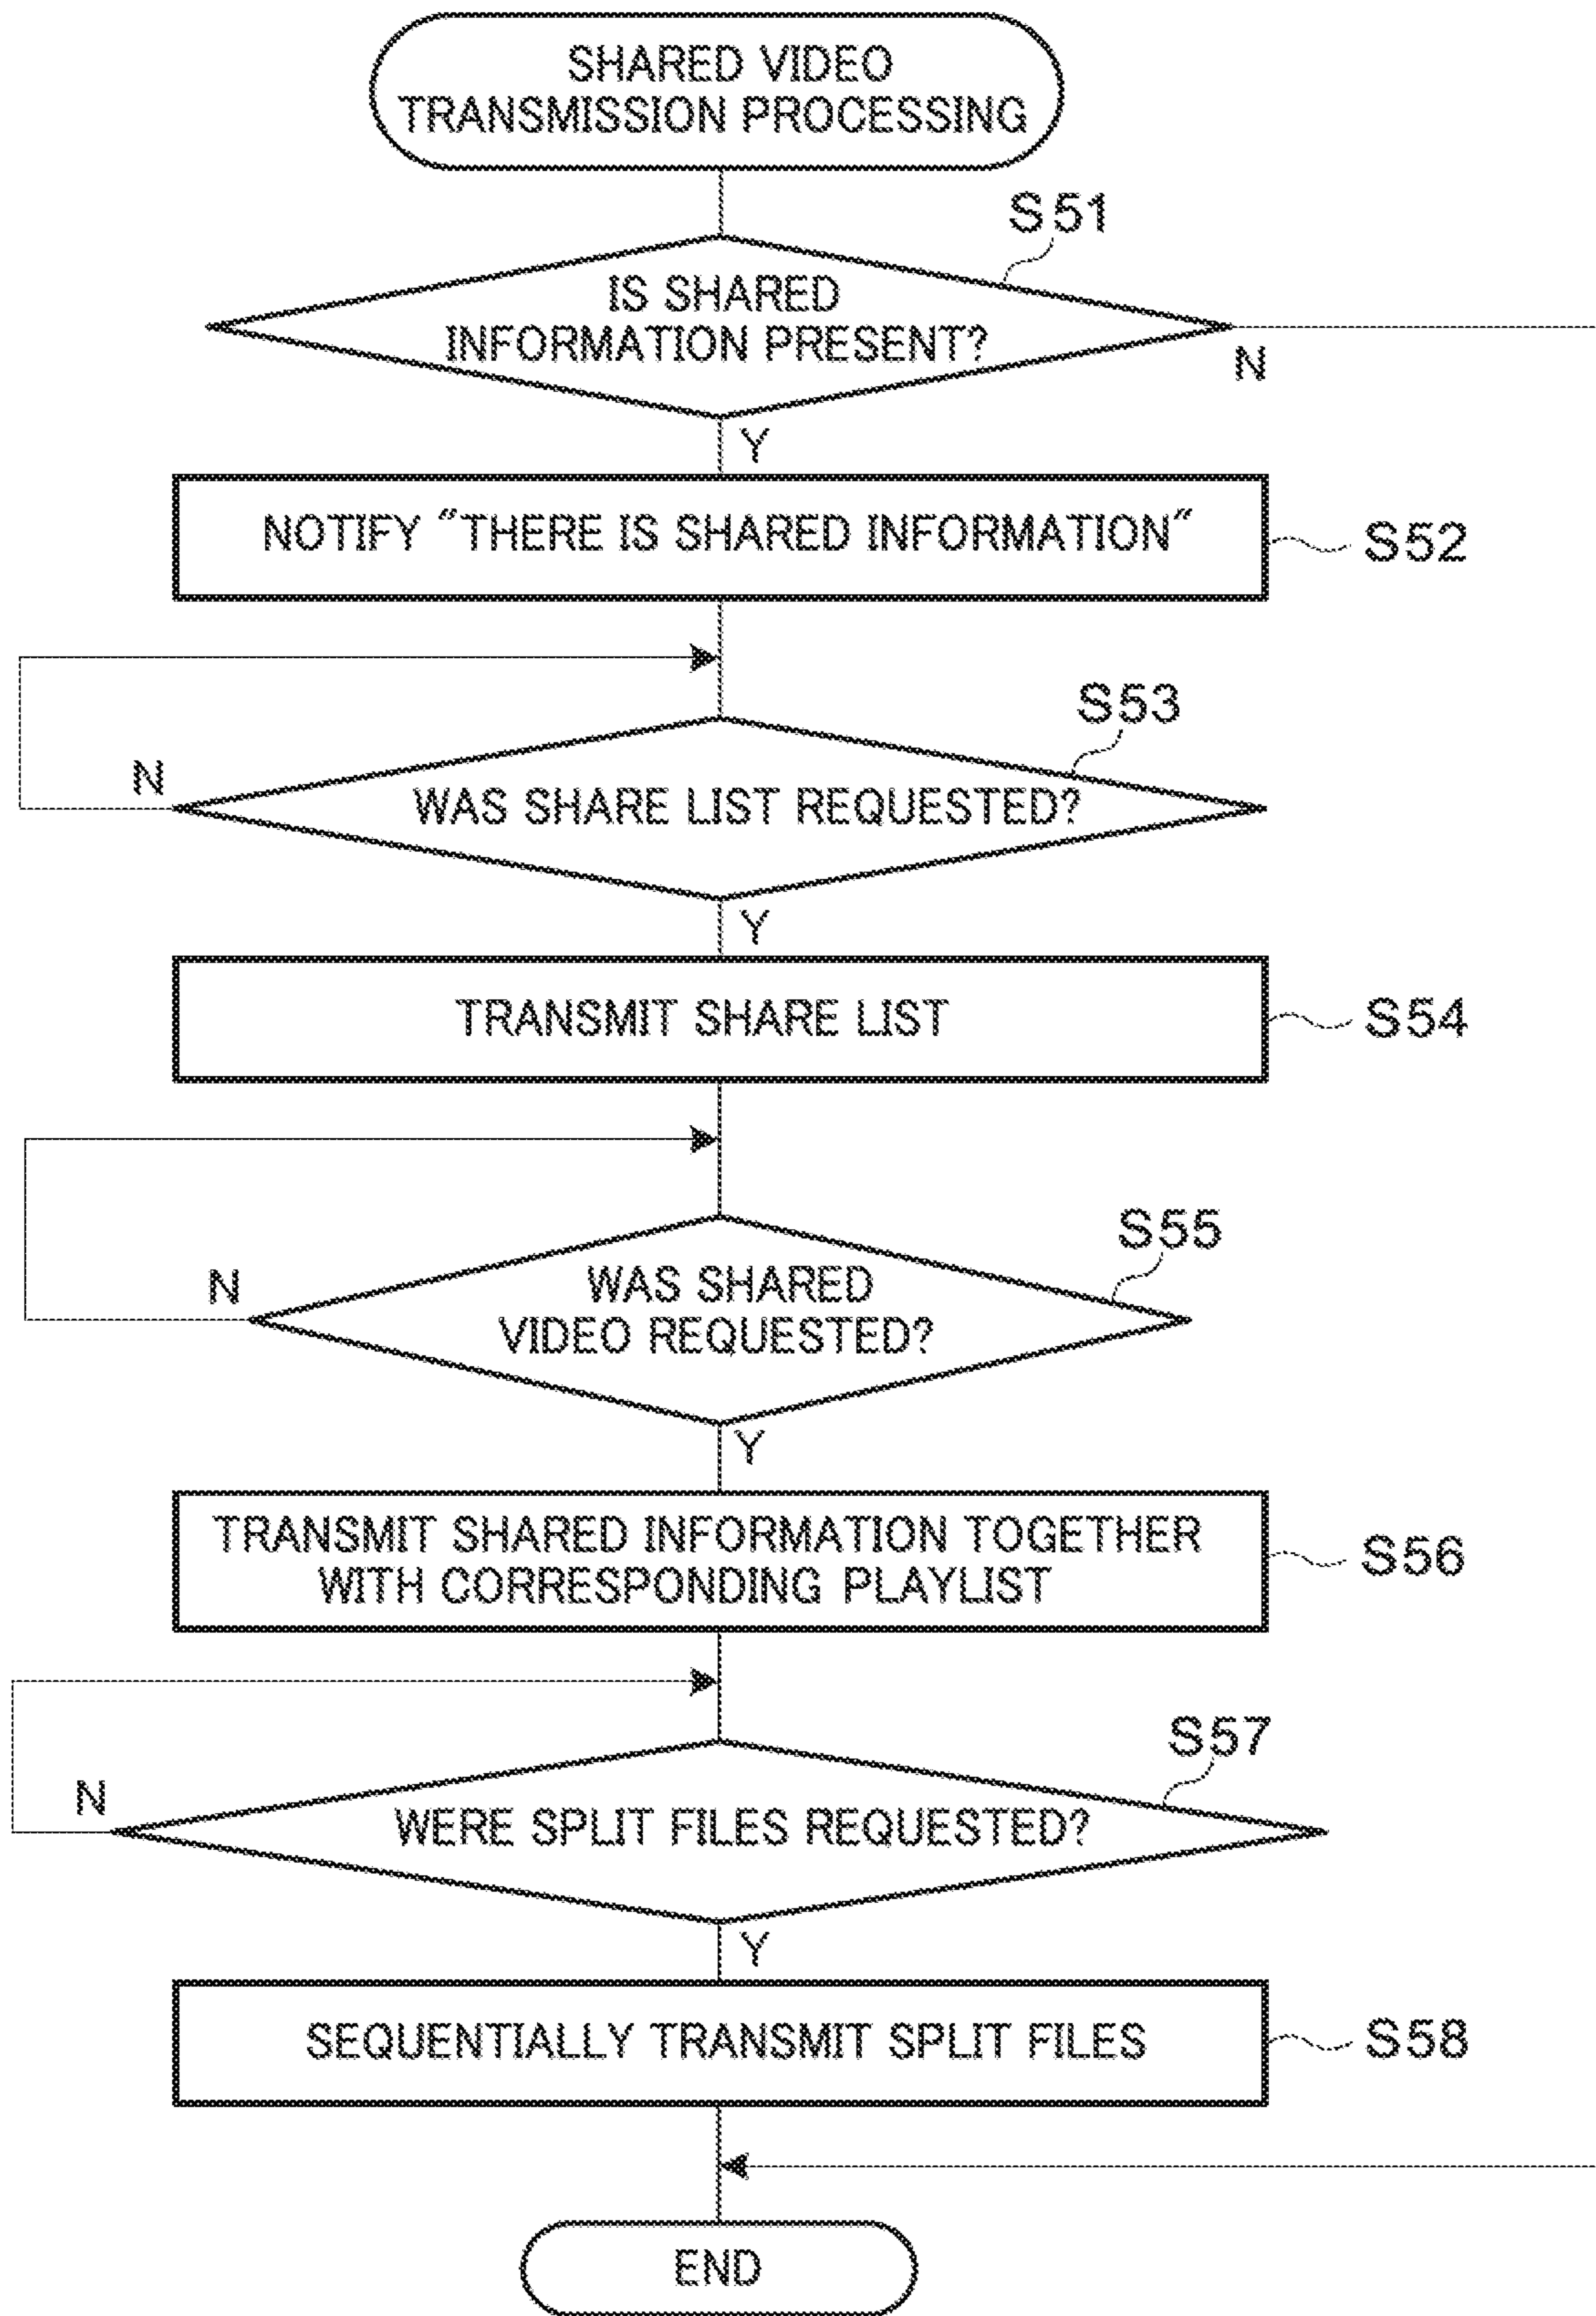 SHARED VIDEO
TRANSMISSION PROCESSING
S51
IS SHARED
INFORMATION PRESENT?
N
Y
NOTIFY “THERE IS SHARED INFORMATION“
S52
S53
N
WAS SHARE LIST REQUESTED?
Y
TRANSMIT SHARE LIST
S54
S55
N
WAS SHARED
VIDEO REQUESTED?
Y
TRANSMIT SHARED INFORMATION TOGETHER
WITH CORRESPONDING PLAYLIST
S56
S57
N
WERE SPLIT FILES REQUESTED?
Y
SEQUENTIALLY TRANSMIT SPLIT FILES
S58
END